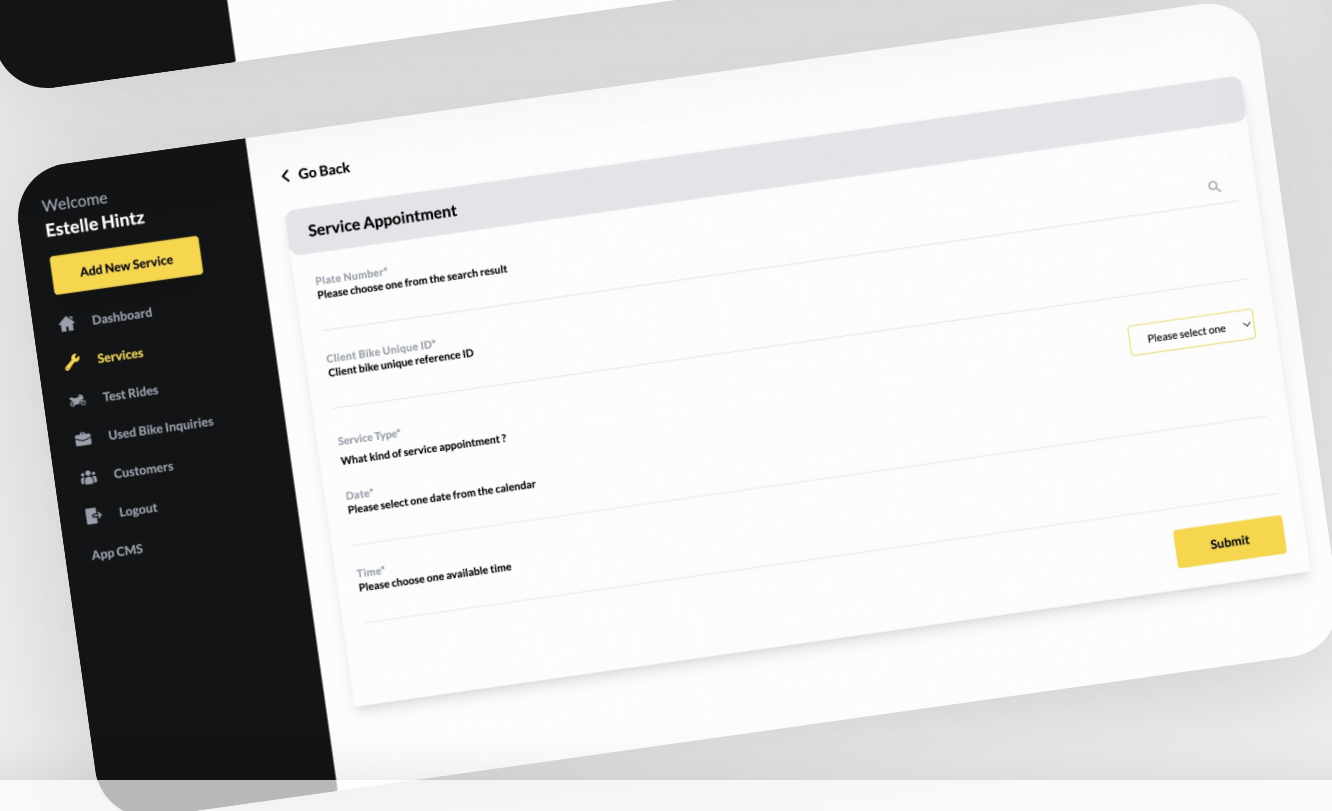 Welcome
Estelle Hintz
Add New Service
Dashboard
Services
Test Rides
Used Bike Inquiries
Customers
Logout
App CMS
Go Back
Service Appointment
Plate Number*
Please choose one from the search result
Client Bike Unique ID*
Client bike unique reference ID
Service Type*
What kind of service appointment ?
Please select one
Date*
Please select one date from the calendar
Time*
Please choose one available time
Submit